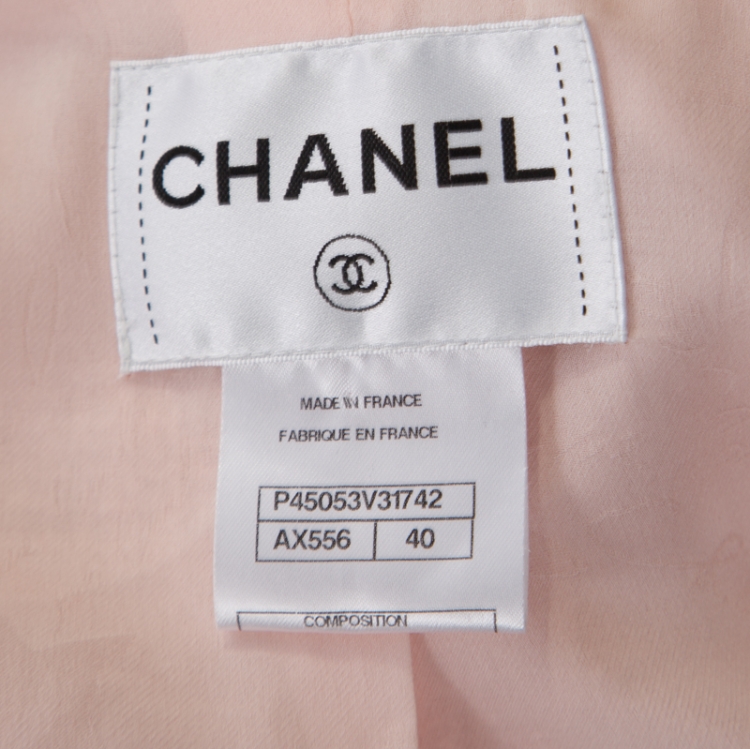 CHANEL
MADE IN FRANCE
FABRIQUE EN FRANCE
P45053V31742
AX556 40
COMPOSITION